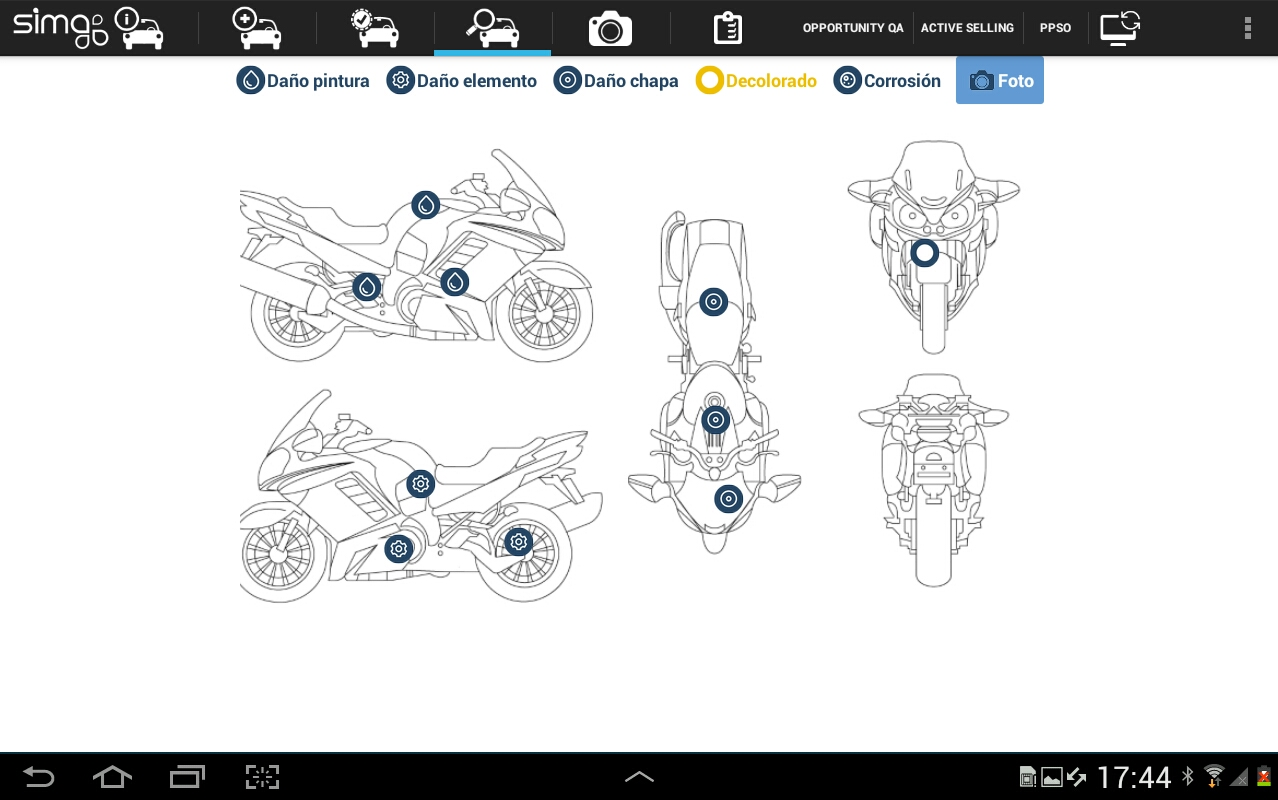 simgo
OPPORTUNITY QA
ACTIVE SELLING
PPSO
Daño pintura
Daño elemento
Daño chapa
Decolorado
Corrosión
Foto
17:44